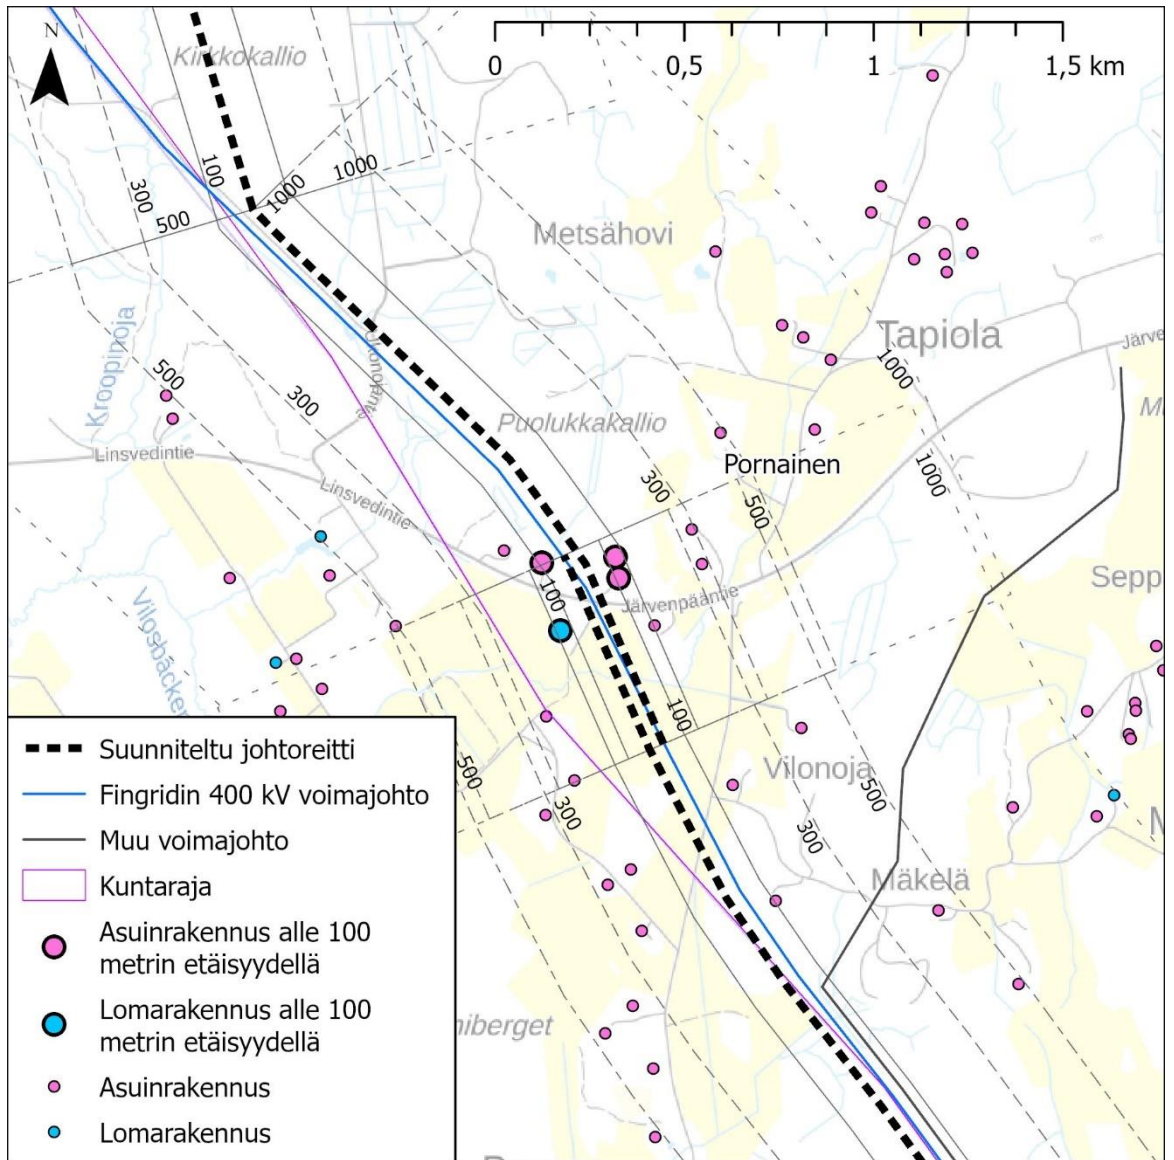 N
Kirkkokallio
0 0,5 1 1,5 km
100
1000
300
1000
500
Metsähovi
Kroopinoja
Tapiola
Järve
1000
500
300
Puolukkakallio
M
Linsvedintie
Pornainen
1000
Linsvedintie
300
500
100
Järvenpääntie
Sepp
Vilosbäcken
100
500
Vilonoja
500
300
300
Mäkelä
M
niberget
Suunniteltu johtoreitti
Fingridin 400 kV voimajohto
Muu voimajohto
Kuntaraja
Asuinrakennus alle 100
metrin etäisyydellä
Lomarakennus alle 100
metrin etäisyydellä
Asuinrakennus
Lomarakennus